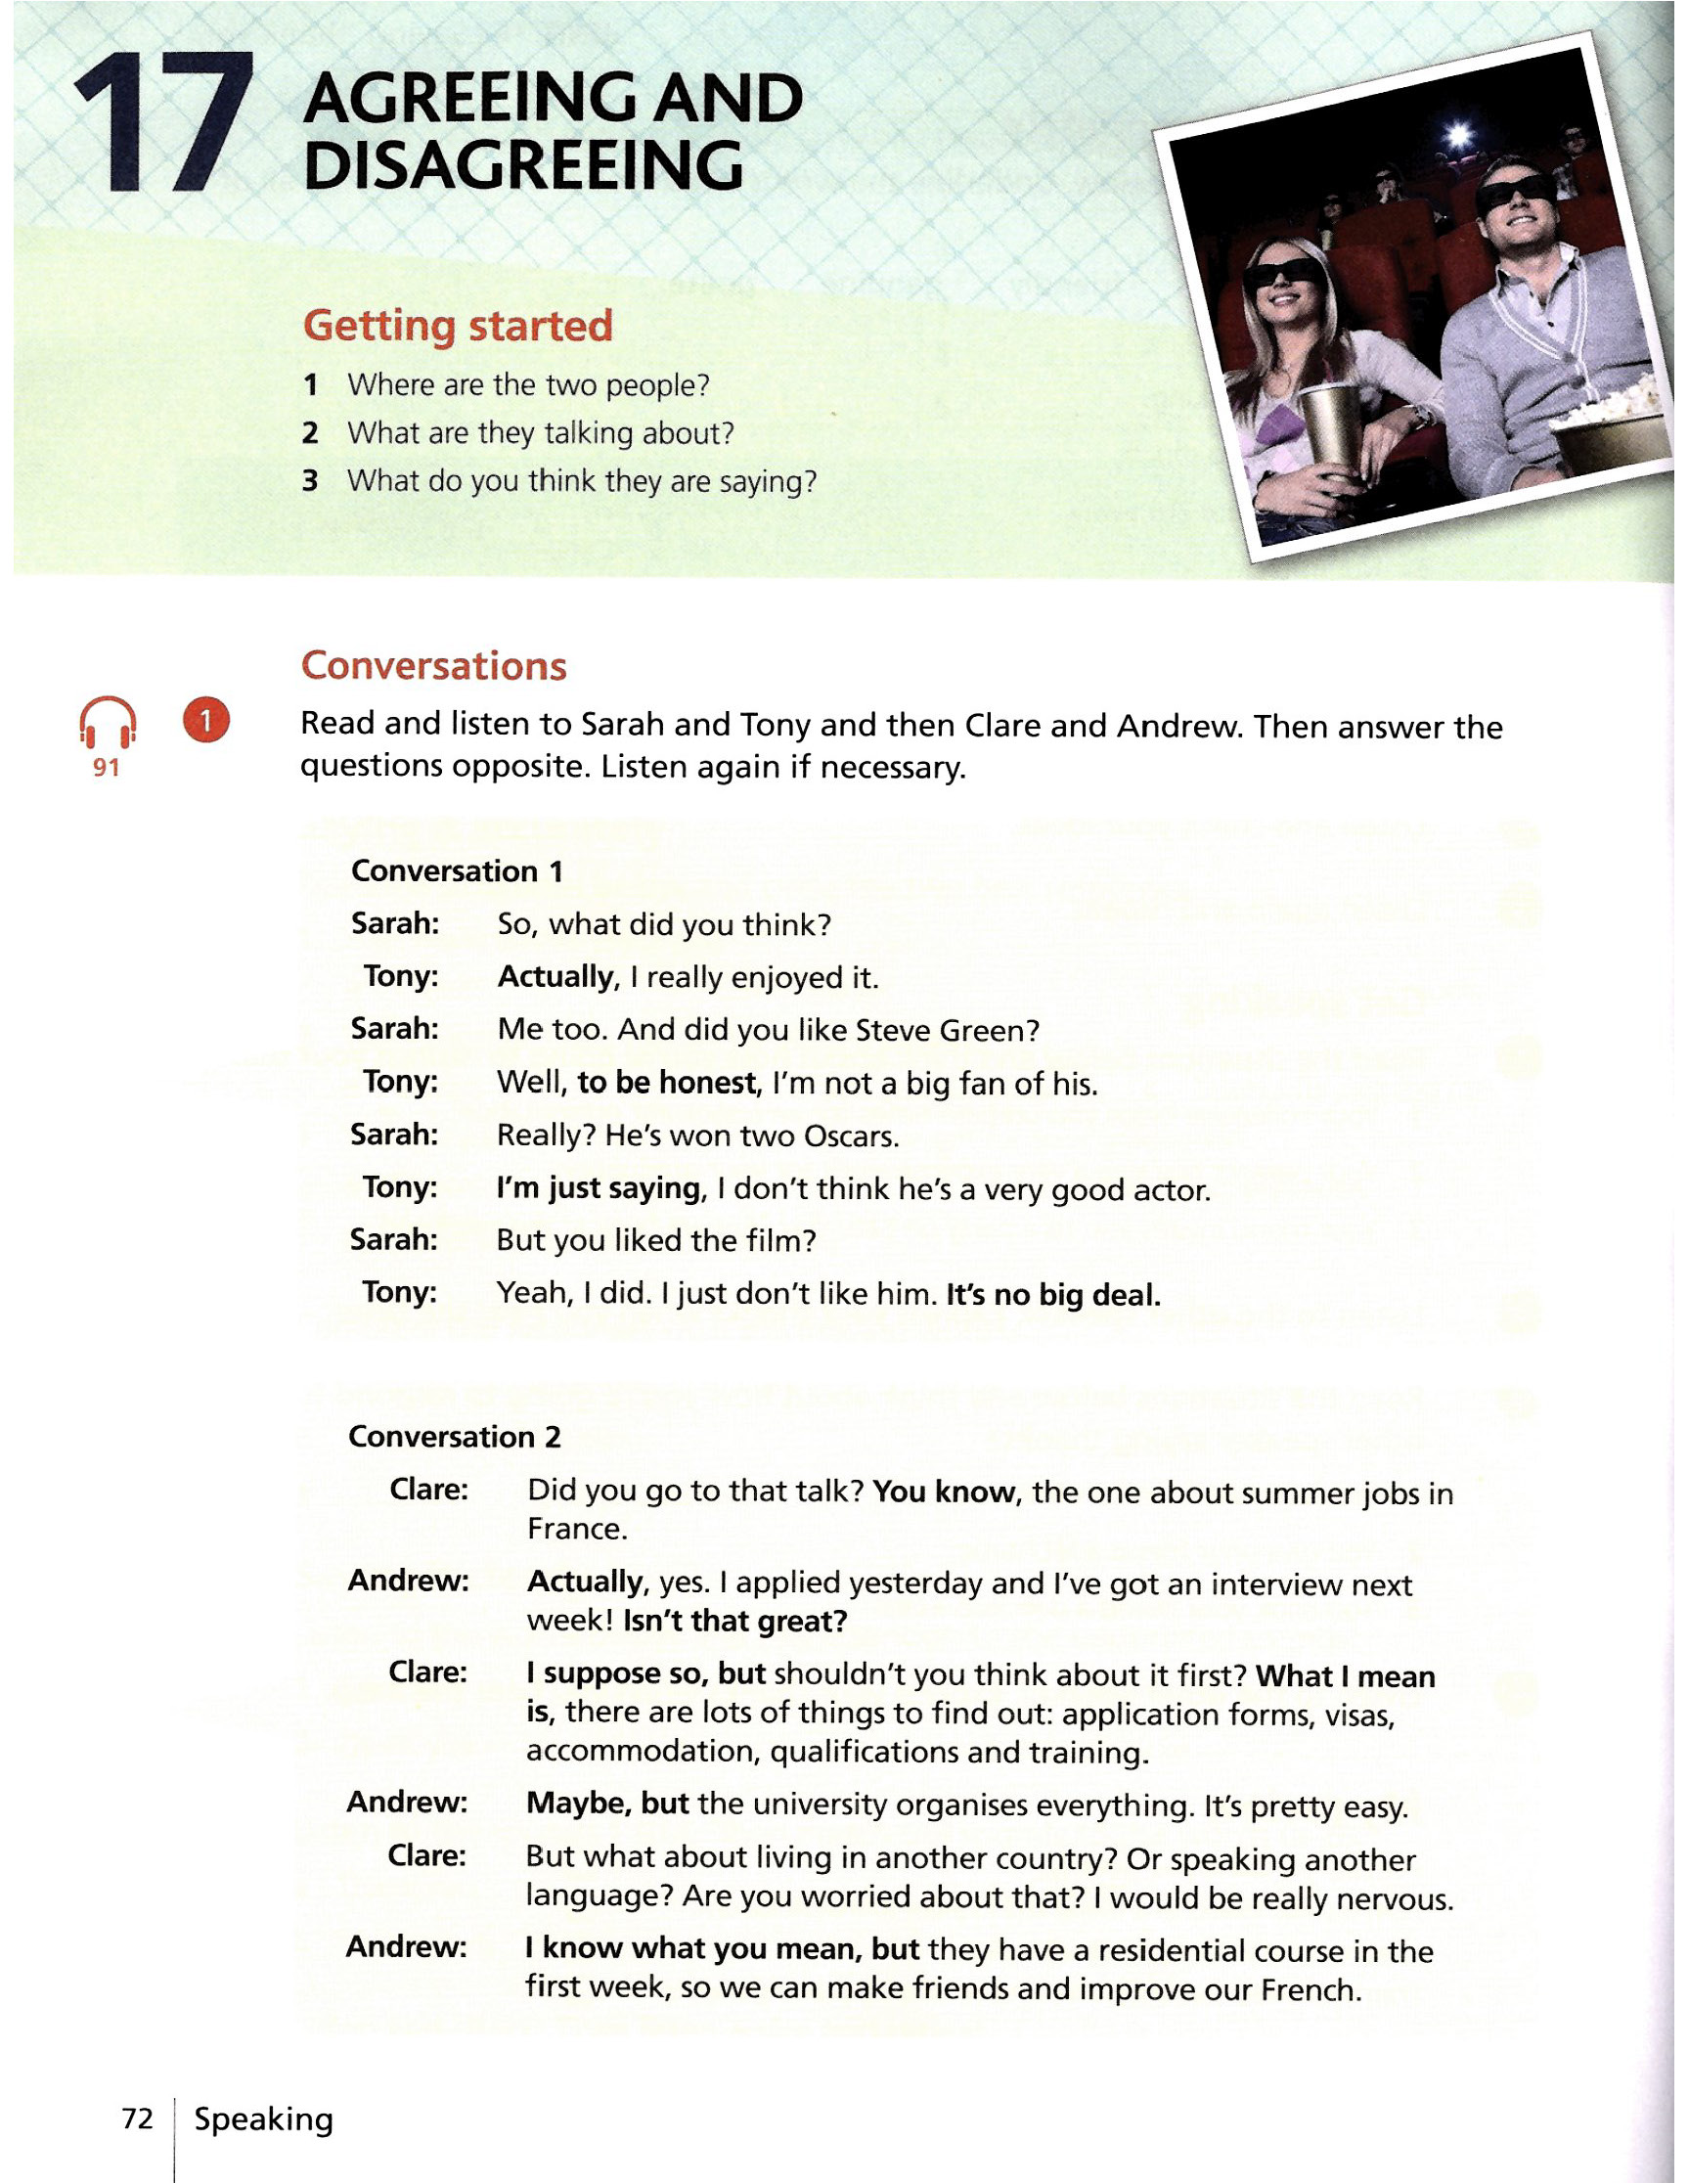 17
AGREEING AND
DISAGREEING
Getting started
1 Where are the two people?
2 What are they talking about?
3 What do you think they are saying?
Conversations
91
1
Read and listen to Sarah and Tony and then Clare and Andrew. Then answer the
questions opposite. Listen again if necessary.
Conversation 1
Sarah: So, what did you think?
Tony: Actually, I really enjoyed it.
Sarah: Me too. And did you like Steve Green?
Tony: Well, to be honest, I'm not a big fan of his.
Sarah: Really? He's won two Oscars.
Tony: I'm just saying, I don't think he's a very good actor.
Sarah: But you liked the film?
Tony: Yeah, I did. I just don't like him. It's no big deal.
Conversation 2
Clare: Did you go to that talk? You know, the one about summer jobs in
France.
Andrew: Actually, yes. I applied yesterday and I've got an interview next
week! Isn't that great?
Clare: I suppose so, but shouldn't you think about it first? What I mean
is, there are lots of things to find out: application forms, visas,
accommodation, qualifications and training.
Andrew: Maybe, but the university organises everything. It's pretty easy.
Clare: But what about living in another country? Or speaking another
language? Are you worried about that? I would be really nervous.
Andrew: I know what you mean, but they have a residential course in the
first week, so we can make friends and improve our French.
72 Speaking